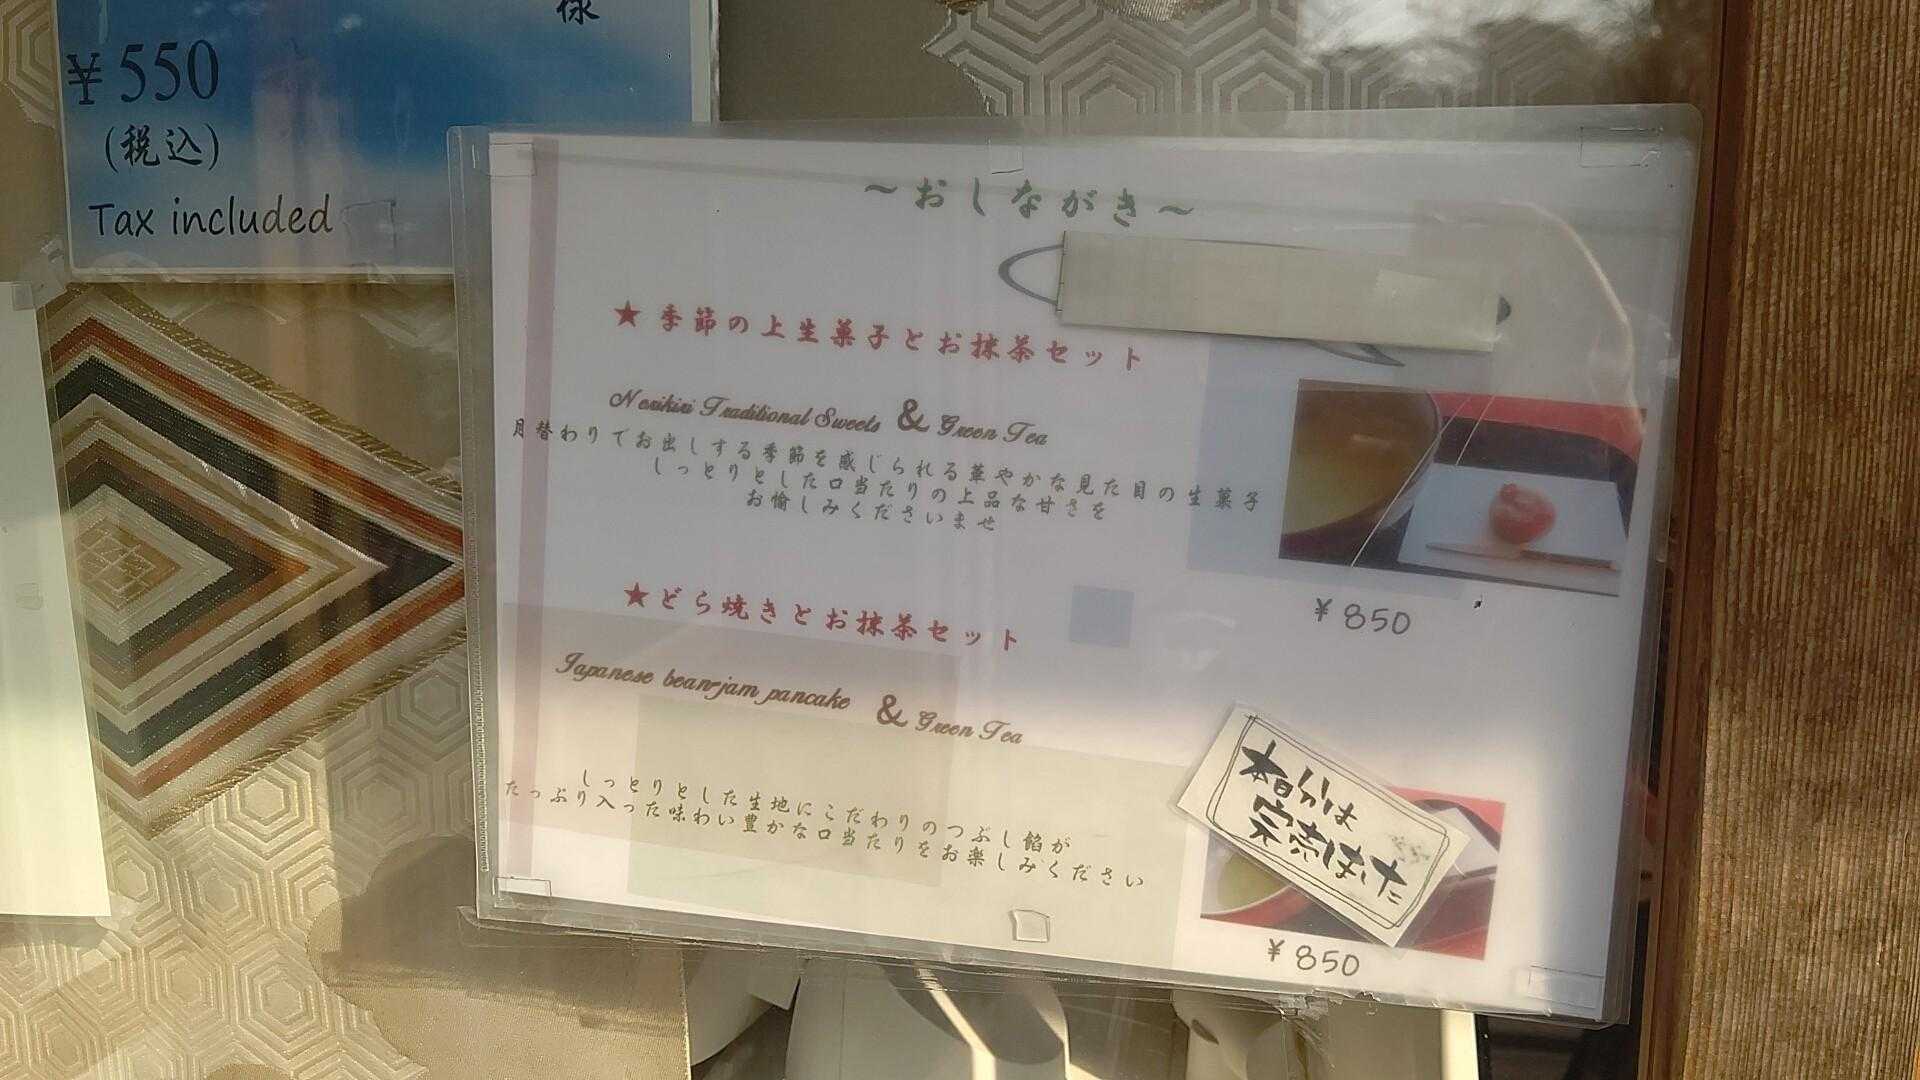 様
¥550
(税込)
Tax included
～おしながき～
★季節の上生菓子とお抹茶セット
Nerikiri Traditional Sweets & Green Tea
月替わりでお出しする季節を感じられる華やかな見た目の生菓子
しっとりとした口当たりの上品な甘さを
お愉しみくださいませ
¥850
★どら焼きとお抹茶セット
Japanese bean-jam pancake & Green Tea
しっとりとした生地にこだわりのつぶし餡が
たっぷり入った味わい豊かな口当たりをお楽しみください
本日分は
完売しました
¥850